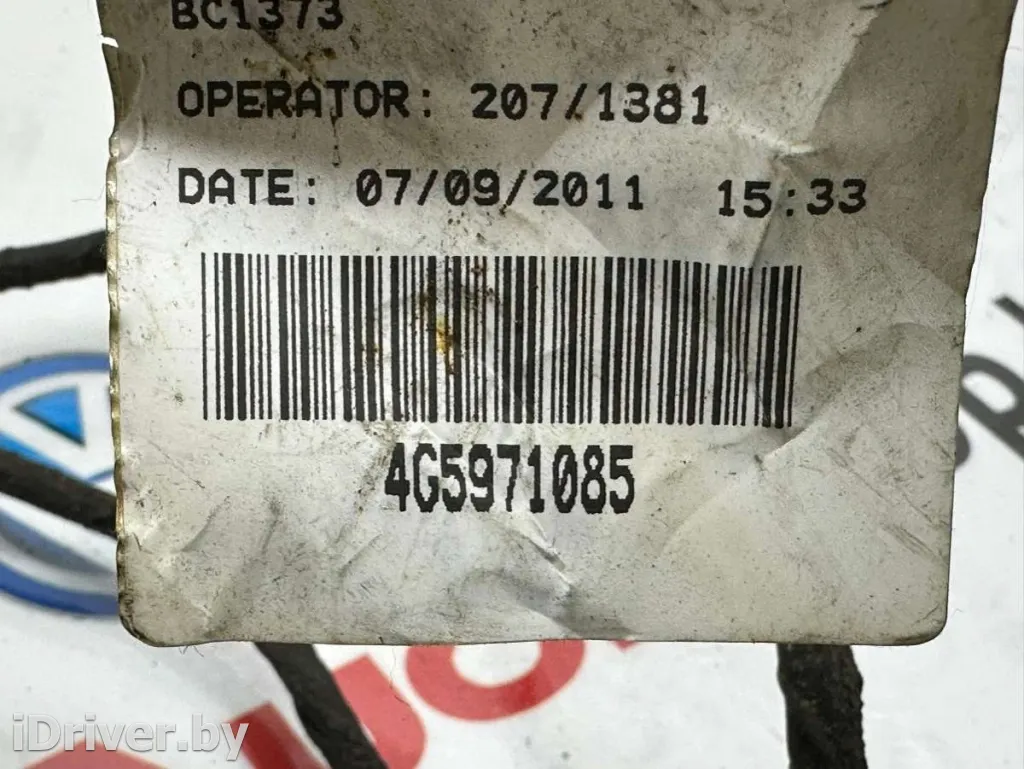 BC1373
OPERATOR: 207/1381
DATE: 07/09/2011 15:33
4G5971085
iDriver.by